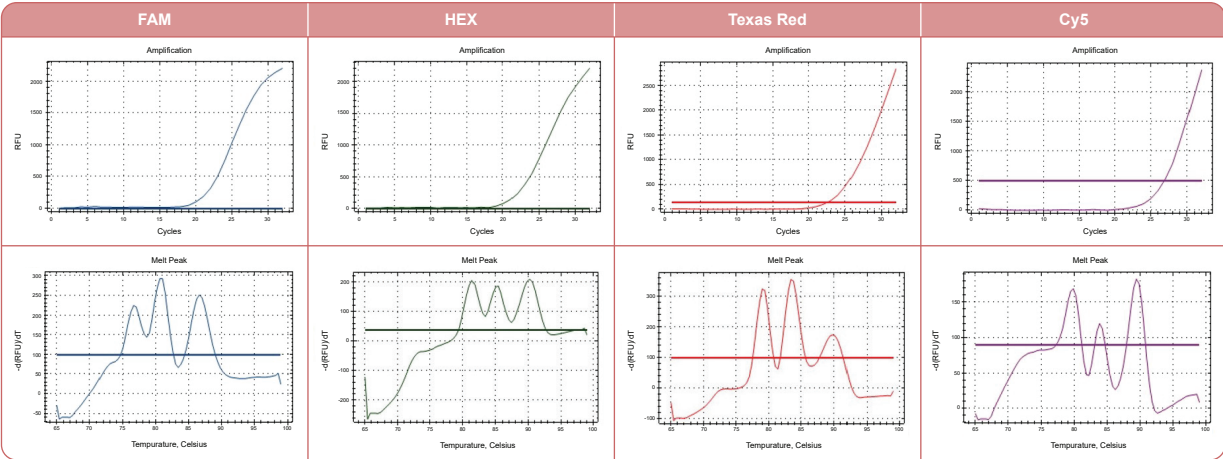 FAM HEX Texas Red Cy5
Amplification
RFU
2000
1500
1000
500
0
0 5 10 15 20 25 30
Cycles
Amplification
RFU
2000
1500
1000
500
0
0 5 10 15 20 25 30
Cycles
Amplification
RFU
2500
2000
1500
1000
500
0
0 5 10 15 20 25 30
Cycles
Amplification
RFU
2000
1500
1000
500
0
0 5 10 15 20 25 30
Cycles
Melt Peak
-d(RFU)/dT
300
250
200
150
100
50
0
-50
65 70 75 80 85 90 95 100
Tempurature, Celsius
Melt Peak
-d(RFU)/dT
200
100
0
-100
-200
65 70 75 80 85 90 95 100
Tempurature, Celsius
Melt Peak
-d(RFU)/dT
300
200
100
0
-100
65 70 75 80 85 90 95 100
Tempurature, Celsius
Melt Peak
-d(RFU)/dT
150
100
50
0
65 70 75 80 85 90 95 100
Tempurature, Celsius